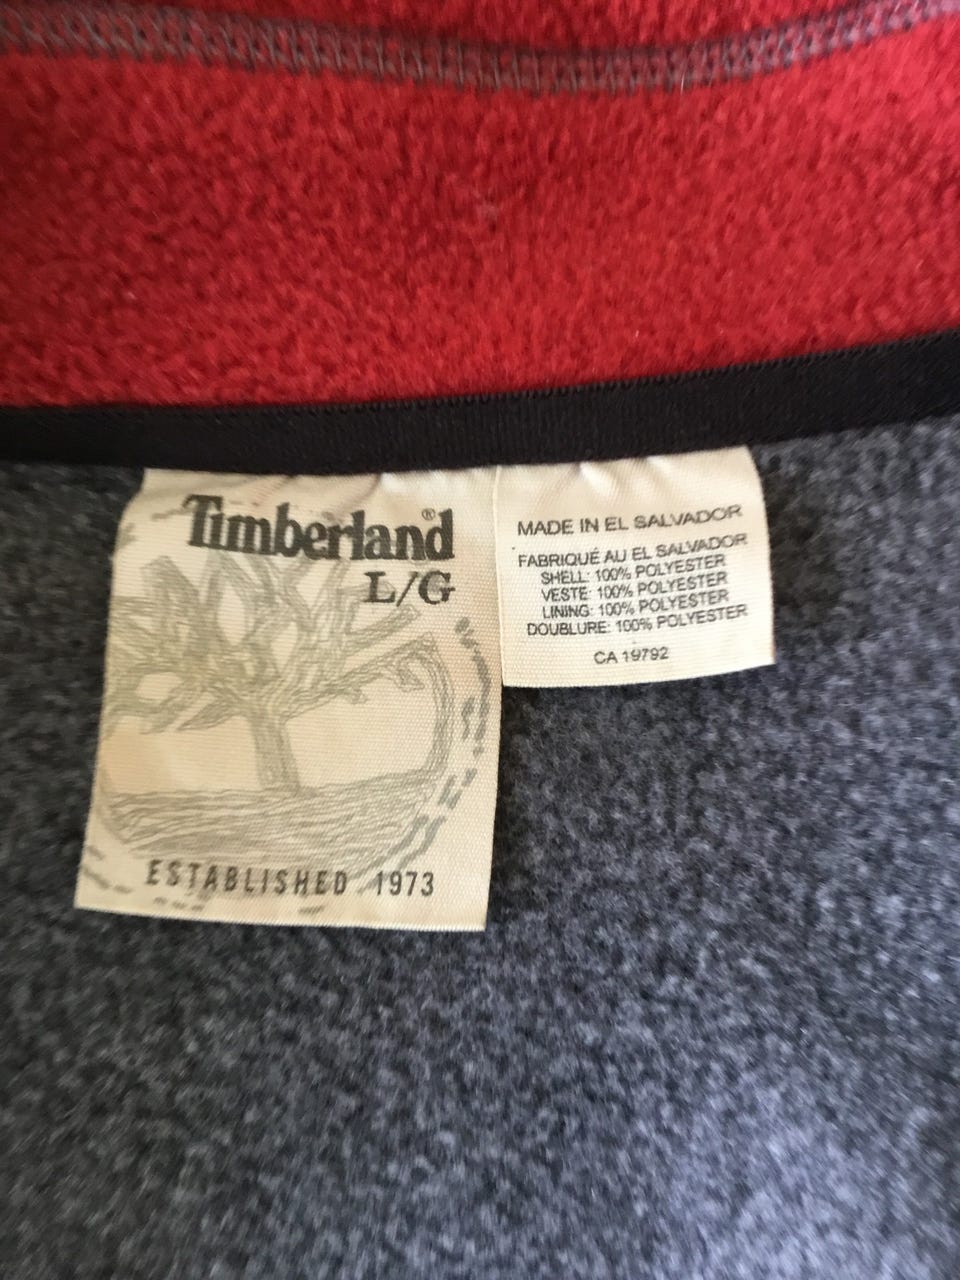 Timberland®
L/G
ESTABLISHED 1973
MADE IN EL SALVADOR
FABRIQUÉ AU EL SALVADOR
SHELL: 100% POLYESTER
VESTE: 100% POLYESTER
LINING: 100% POLYESTER
DOUBLURE: 100% POLYESTER
CA 19792